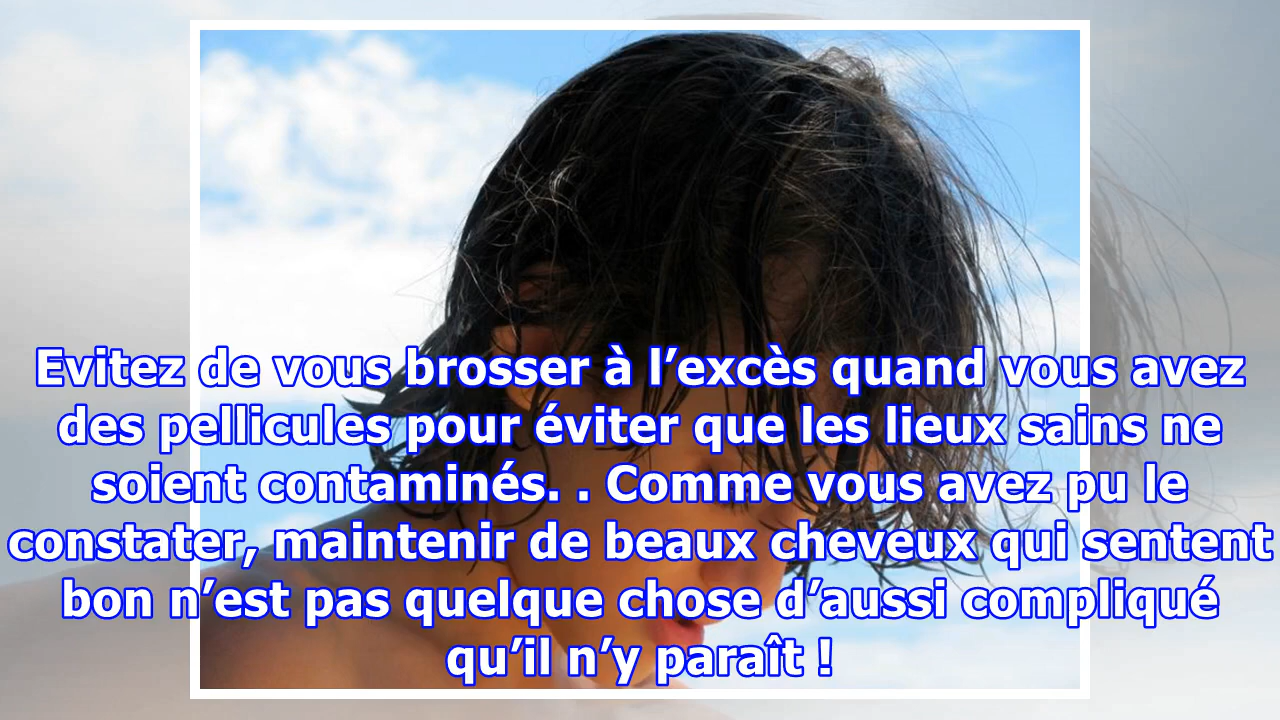 Evitez de vous brosser à l’excès quand vous avez
des pellicules pour éviter que les lieux sains ne
soient contaminés. . Comme vous avez pu le
constater, maintenir de beaux cheveux qui sentent
bon n’est pas quelque chose d’aussi compliqué
qu’il n’y paraît !